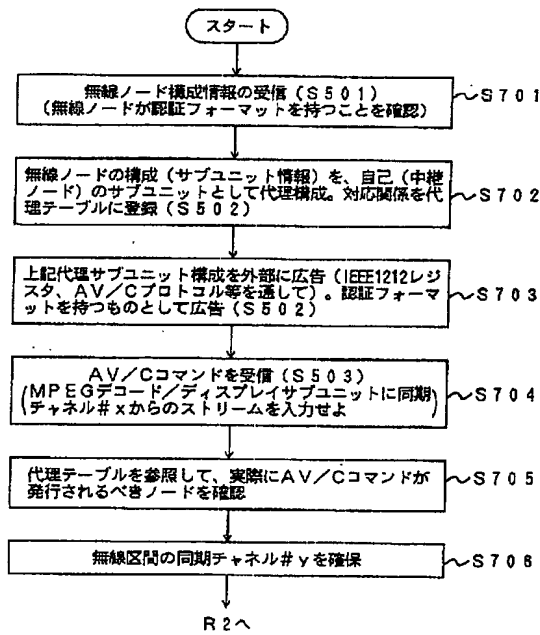 スタート
無線ノード構成情報の受信（S501）
（無線ノードが認証フォーマットを持つことを確認）
S701
無線ノードの構成（サブユニット情報）を、自己（中継
ノード）のサブユニットとして代理構成。対応関係を代
理テーブルに登録（S502）
S702
上記代理サブユニット構成を外部に広告（IEEE1212レジ
スタ、AV／Cプロトコル等を通して）。認証フォーマ
ットを持つものとして広告（S502）
S703
AV／Cコマンドを受信（S503）
（MPEGデコード／ディスプレイサブユニットに同期
チャネル＃xからのストリームを入力せよ）
S704
代理テーブルを参照して、実際にAV／Cコマンドが
発行されるべきノードを確認
S705
無線区間の同期チャネル＃yを確保
S706
R2へ